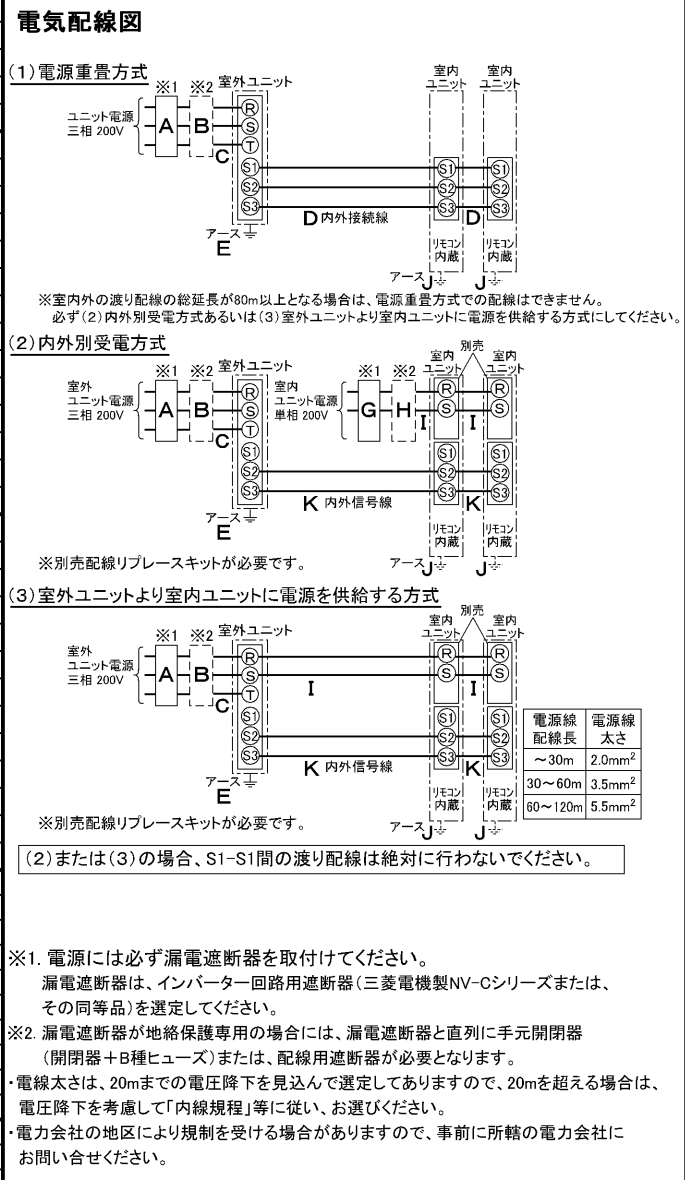 電気配線図
(1)電源重畳方式
※1 ※2 室外ユニット
室内
ユニット
室内
ユニット
ユニット電源
三相 200V
A B
C
R
S
T
S1
S2
S3
S1
S2
S3
S1
S2
S3
D 内外接続線
D
アース
E
リモコン
内蔵
リモコン
内蔵
アース J
J
※室内外の渡り配線の総延長が80m以上となる場合は、電源重畳方式での配線はできません。
必ず(2)内外別受電方式あるいは(3)室外ユニットより室内ユニットに電源を供給する方式にしてください。
(2)内外別受電方式
別売
※1 ※2 室外ユニット
※1 ※2
室内
ユニット
室内
ユニット
室外
ユニット電源
三相 200V
A B
C
R
S
T
S1
S2
S3
室内
ユニット電源
単相 200V
G H
I I
R
S
S1
S2
S3
R
S
S1
S2
S3
K 内外信号線
K
アース
E
リモコン
内蔵
リモコン
内蔵
※別売配線リプレースキットが必要です。
アース J
J
(3)室外ユニットより室内ユニットに電源を供給する方式
別売
※1 ※2 室外ユニット
室内
ユニット
室内
ユニット
室外
ユニット電源
三相 200V
A B
C
R
S
T
S1
S2
S3
I I
R
S
S1
S2
S3
R
S
S1
S2
S3
K 内外信号線
K
アース
E
リモコン
内蔵
リモコン
内蔵
電源線 電源線
配線長 太さ
~30m 2.0mm²
30~60m 3.5mm²
60~120m 5.5mm²
※別売配線リプレースキットが必要です。
アース J
J
(2)または(3)の場合、S1-S1間の渡り配線は絶対に行わないでください。
※1. 電源には必ず漏電遮断器を取付けてください。
漏電遮断器は、インバーター回路用遮断器(三菱電機製NV-Cシリーズまたは、
その同等品)を選定してください。
※2. 漏電遮断器が地絡保護専用の場合には、漏電遮断器と直列に手元開閉器
(開閉器+B種ヒューズ)または、配線用遮断器が必要となります。
・電線太さは、20mまでの電圧降下を見込んで選定してありますので、20mを超える場合は、
電圧降下を考慮して「内線規程」等に従い、お選びください。
・電力会社の地区により規制を受ける場合がありますので、事前に所轄の電力会社に
お問い合せください。